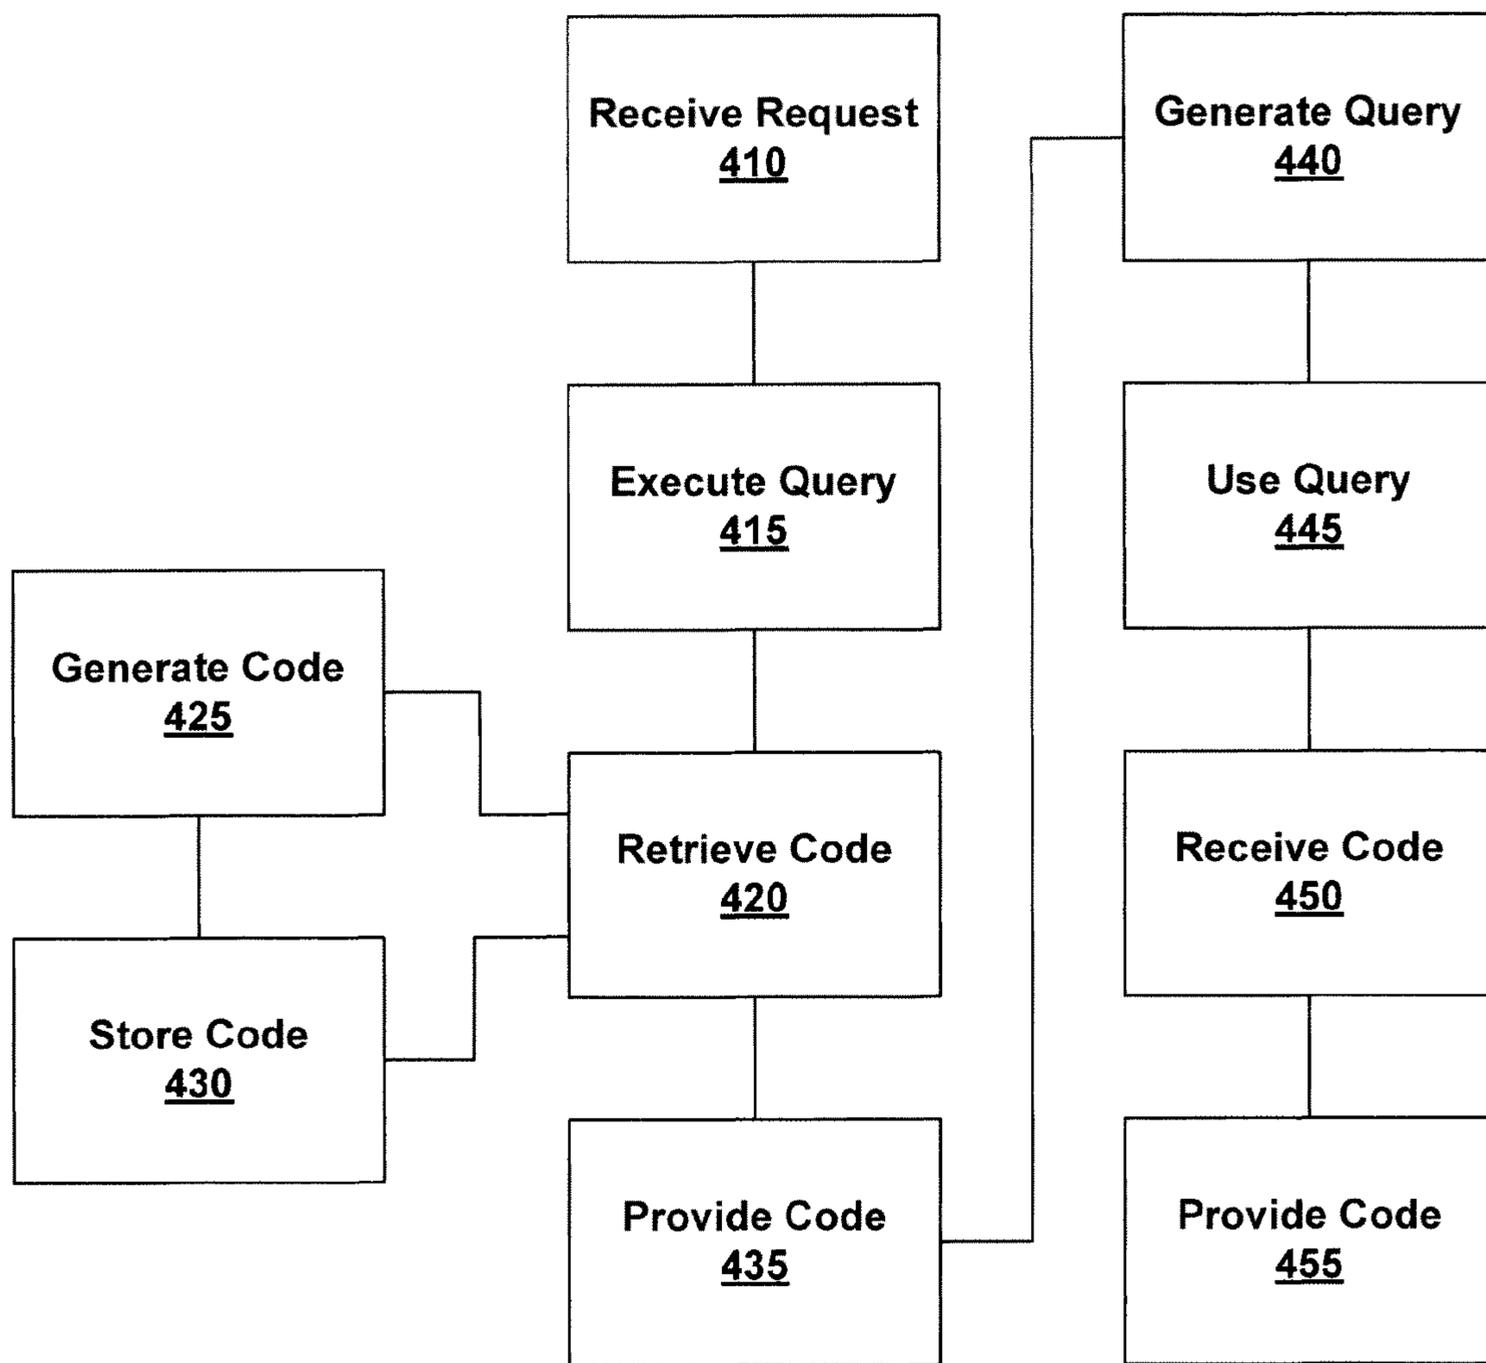 Receive Request
410
Execute Query
415
Generate Code
425
Retrieve Code
420
Store Code
430
Provide Code
435
Generate Query
440
Use Query
445
Receive Code
450
Provide Code
455